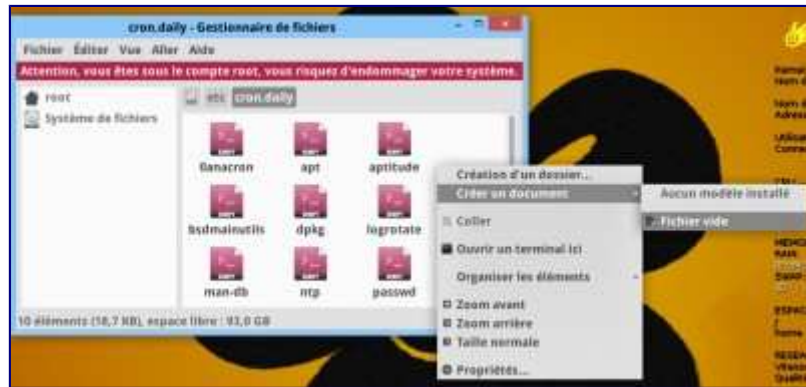 cron.daily - Gestionnaire de fichiers
Fichier Éditer Vue Aller Aide
Attention, vous êtes sous le compte root, vous risquez d'endommager votre système.
root
Système de fichiers
etc cron.daily
0anacron apt aptitude
bsdmainutils dpkg logrotate
man-db ntp passwd
10 éléments (18,7 KB), espace libre : 93,0 GB
Création d'un dossier...
Créer un document
Coller
Ouvrir un terminal ici
Organiser les éléments
Zoom avant
Zoom arrière
Taille normale
Propriétés...
Aucun modèle installé
Fichier vide